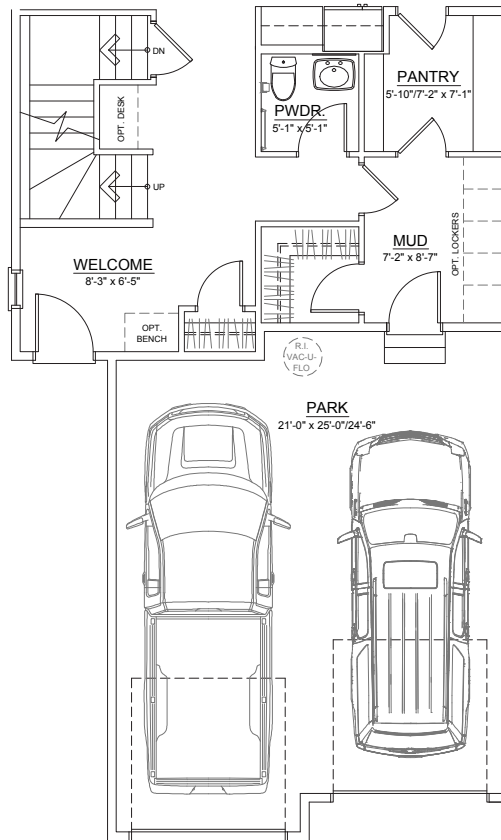 DN
OPT. DESK
UP
PWDR.
5'-1" x 5'-1"
PANTRY
5'-10"/7'-2" x 7'-1"
MUD
7'-2" x 8'-7"
OPT. LOCKERS
WELCOME
8'-3" x 6'-5"
OPT.
BENCH
R.I.
VAC-U-
FLO
PARK
21'-0" x 25'-0"/24'-6"